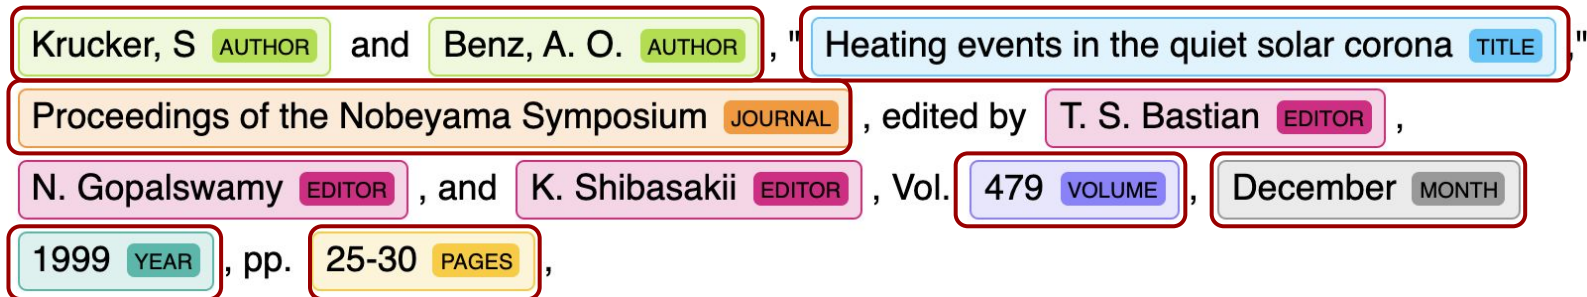 Krucker, S AUTHOR and Benz, A. O. AUTHOR , " Heating events in the quiet solar corona TITLE ,"
Proceedings of the Nobeyama Symposium JOURNAL , edited by T. S. Bastian EDITOR ,
N. Gopalswamy EDITOR , and K. Shibasakii EDITOR , Vol. 479 VOLUME , December MONTH
1999 YEAR , pp. 25-30 PAGES ,